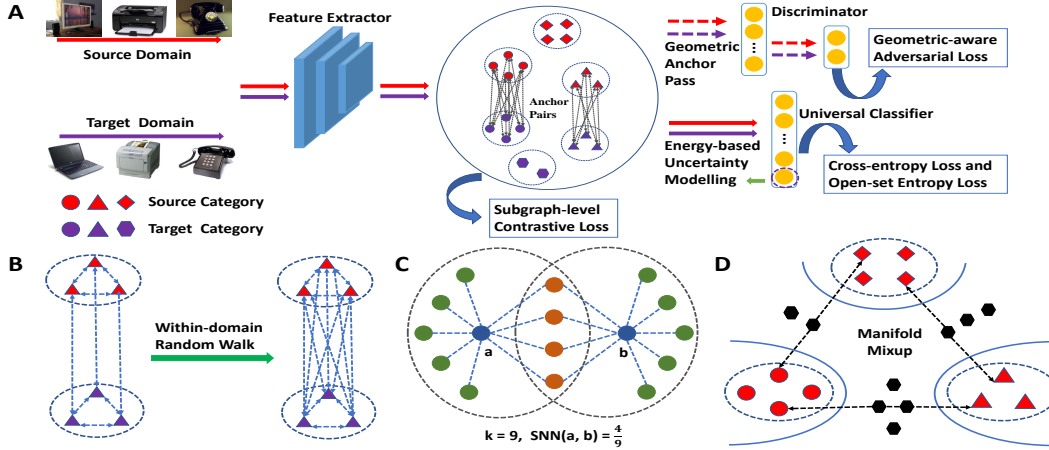 A
Source Domain
Target Domain
Source Category
Target Category
Feature Extractor
Anchor
Pairs
Subgraph-level
Contrastive Loss
Geometric
Anchor
Pass
Discriminator
Geometric-aware
Adversarial Loss
Energy-based
Uncertainty
Modelling
Universal Classifier
Cross-entropy Loss and
Open-set Entropy Loss
B
Within-domain
Random Walk
C
a
b
k = 9, SNN(a, b) = 4/9
D
Manifold
Mixup